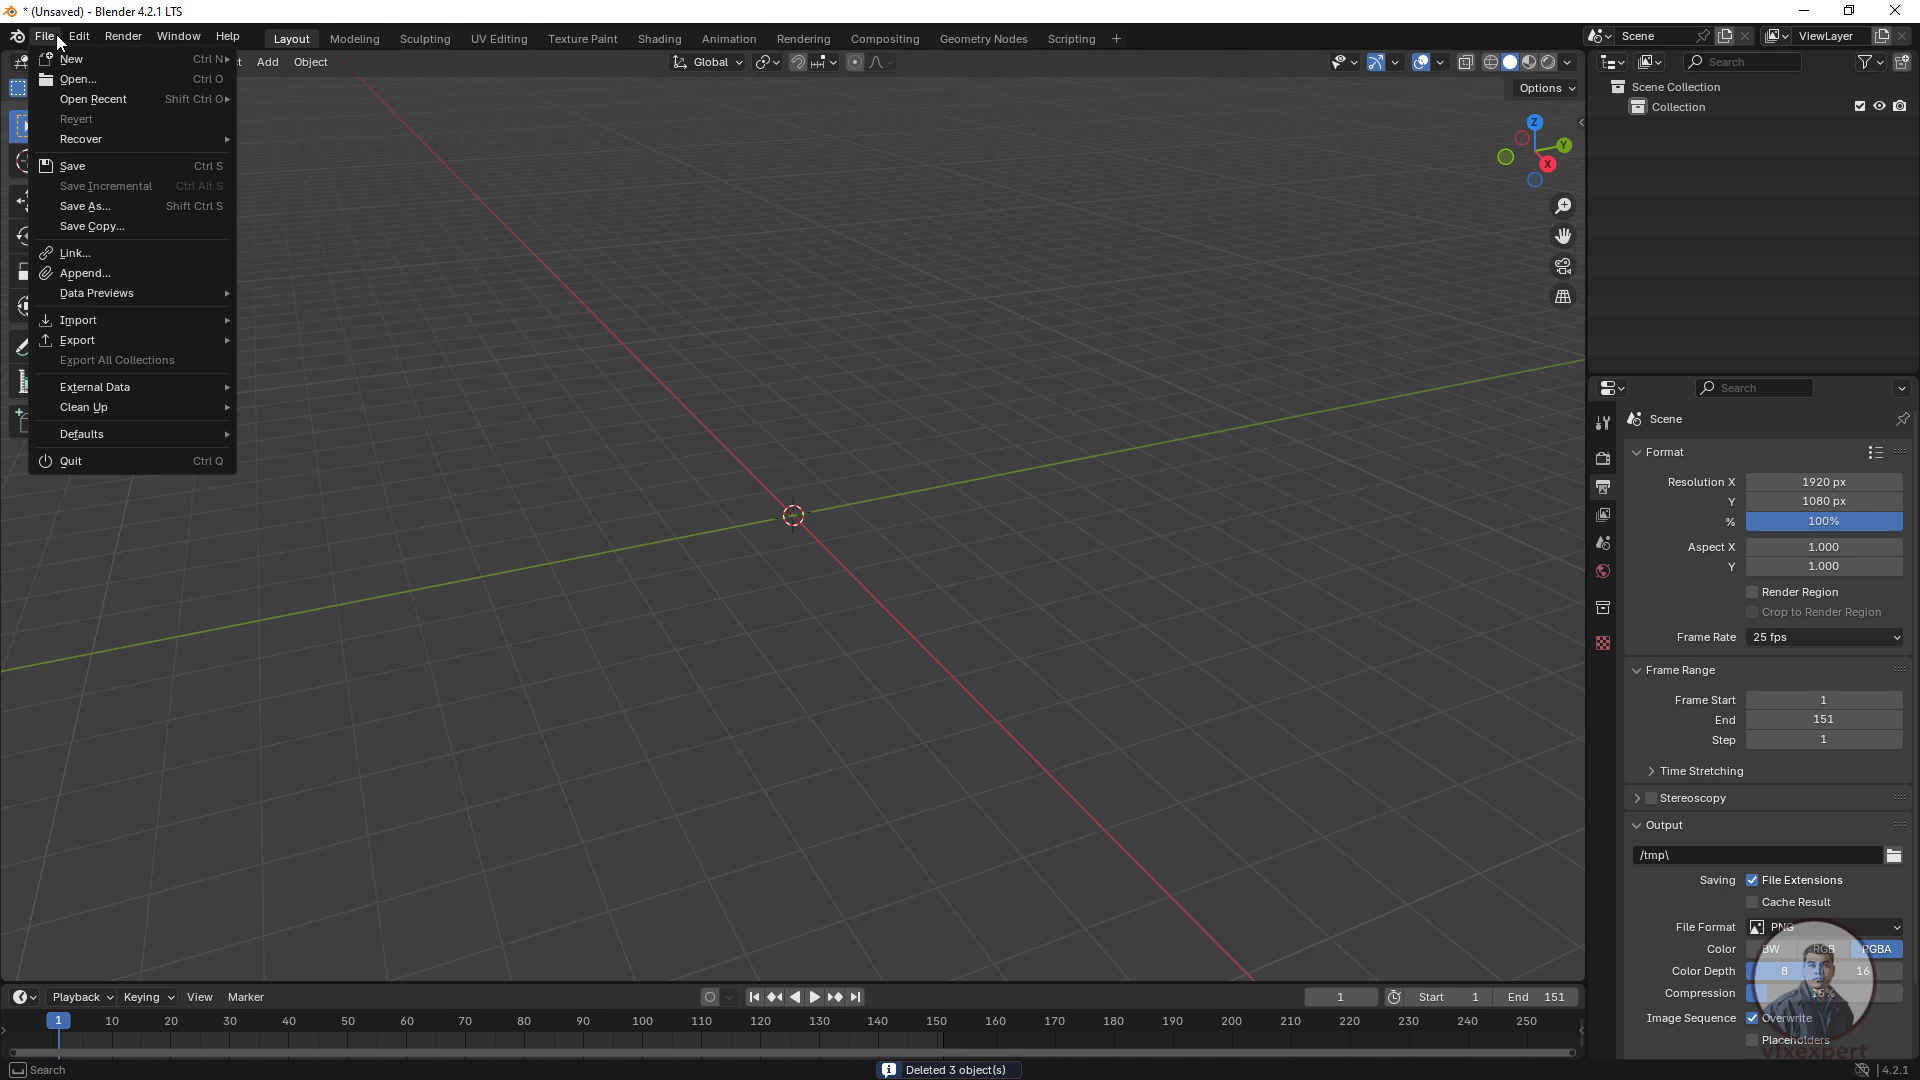 * (Unsaved) - Blender 4.2.1 LTS
File Edit Render Window Help Layout Modeling Sculpting UV Editing Texture Paint Shading Animation Rendering Compositing Geometry Nodes Scripting + Scene ViewLayer
New Ctrl N
Open... Ctrl O
Open Recent Shift Ctrl O
Revert
Recover
Save Ctrl S
Save Incremental Ctrl Alt S
Save As... Shift Ctrl S
Save Copy...
Link...
Append...
Data Previews
Import
Export
Export All Collections
External Data
Clean Up
Defaults
Quit Ctrl Q
t Add Object Global
Options
Z
Y
X
Search
Scene Collection
Collection
Search
Scene
Format
Resolution X 1920 px
Y 1080 px
% 100%
Aspect X 1.000
Y 1.000
Render Region
Crop to Render Region
Frame Rate 25 fps
Frame Range
Frame Start 1
End 151
Step 1
Time Stretching
Stereoscopy
Output
/tmp\
Saving File Extensions
Cache Result
File Format PNG
Color BW RGB RGBA
Color Depth 8 16
Compression 15%
Image Sequence Overwrite
Placeholders
vfxexpert
Playback Keying View Marker 1 Start 1 End 151
1 10 20 30 40 50 60 70 80 90 100 110 120 130 140 150 160 170 180 190 200 210 220 230 240 250
Search Deleted 3 object(s) 4.2.1